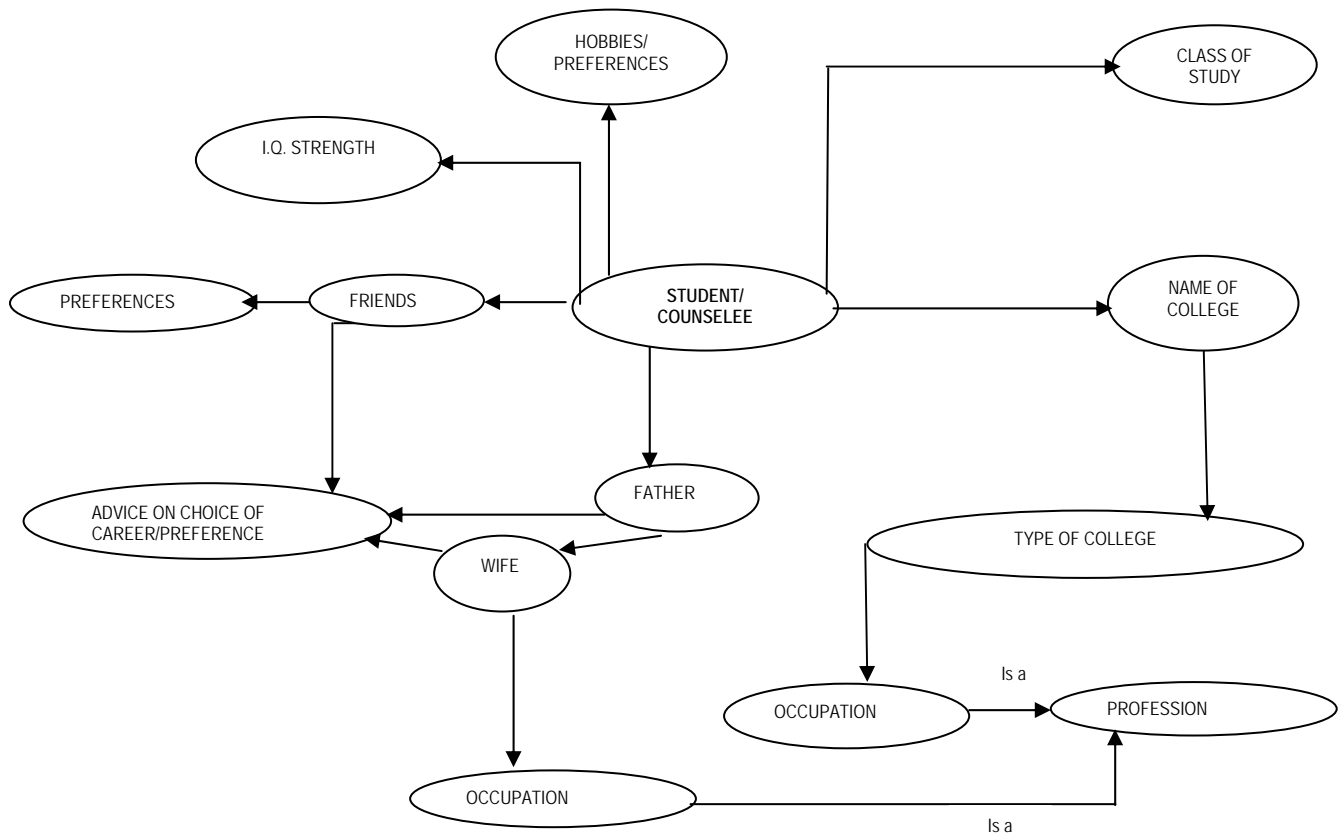 HOBBIES/
PREFERENCES
CLASS OF
STUDY
I.Q. STRENGTH
PREFERENCES
FRIENDS
STUDENT/
COUNSELEE
NAME OF
COLLEGE
ADVICE ON CHOICE OF
CAREER/PREFERENCE
FATHER
WIFE
TYPE OF COLLEGE
OCCUPATION
Is a
PROFESSION
OCCUPATION
Is a